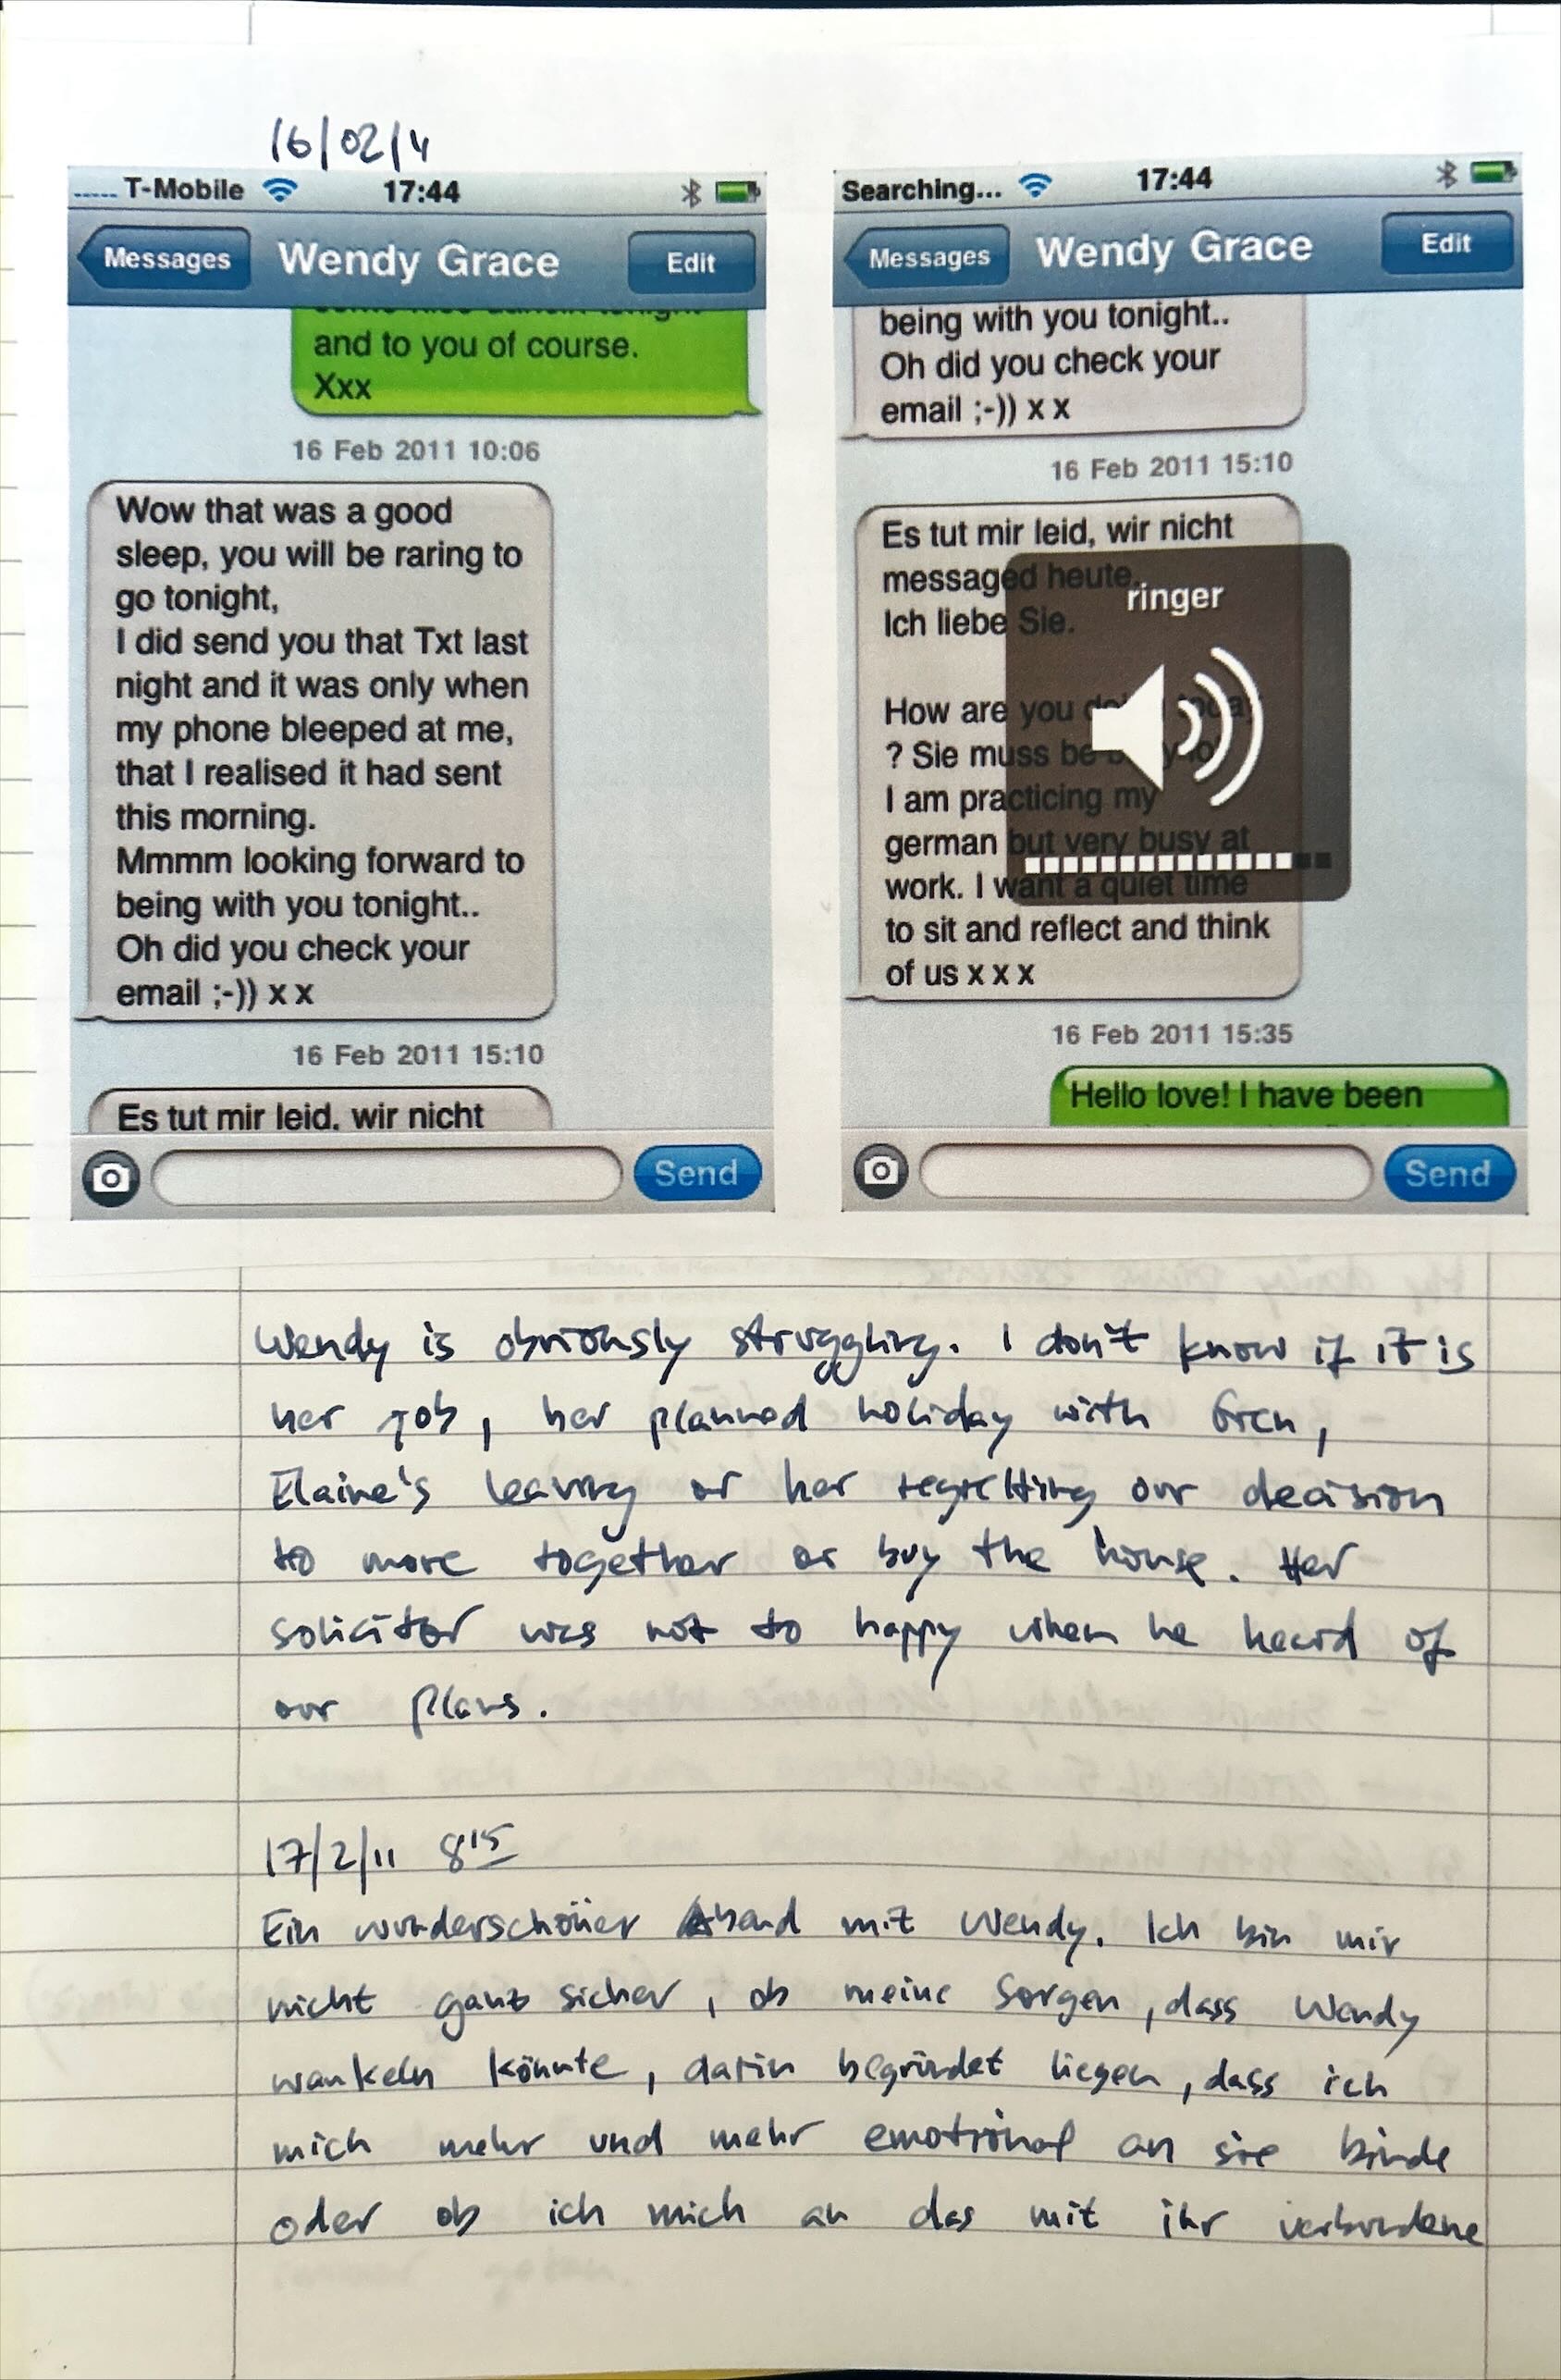 16/02/11
T-Mobile 17:44
Messages Wendy Grace Edit
and to you of course.
Xxx
16 Feb 2011 10:06
Wow that was a good
sleep, you will be raring to
go tonight,
I did send you that Txt last
night and it was only when
my phone bleeped at me,
that I realised it had sent
this morning.
Mmmm looking forward to
being with you tonight..
Oh did you check your
email ;-)) x x
16 Feb 2011 15:10
Es tut mir leid, wir nicht
Send
Searching... 17:44
Messages Wendy Grace Edit
being with you tonight..
Oh did you check your
email ;-)) x x
16 Feb 2011 15:10
Es tut mir leid, wir nicht
messaged heute.
Ich liebe Sie.
How are you
? Sie muss be
I am practicing my
german but very busy at
work. I want a quiet time
to sit and reflect and think
of us x x x
ringer
16 Feb 2011 15:35
Hello love! I have been
Send
Wendy is obviously struggling. I don't know if it is
her job, her planned holiday with
Elaine's leaving or her regretting our decision
to move together or buy the house. Her
solicitor was not to happy when he heard of
our plans.
17/2/11 8 15
Ein wunderschöner Abend mit Wendy. Ich bin mir
nicht ganz sicher, ob meine Sorgen, dass Wendy
wankeln könnte, darin begründet liegen, dass ich
mich mehr und mehr emotional an sie binde
oder ob ich mich an das mit ihr verbundene